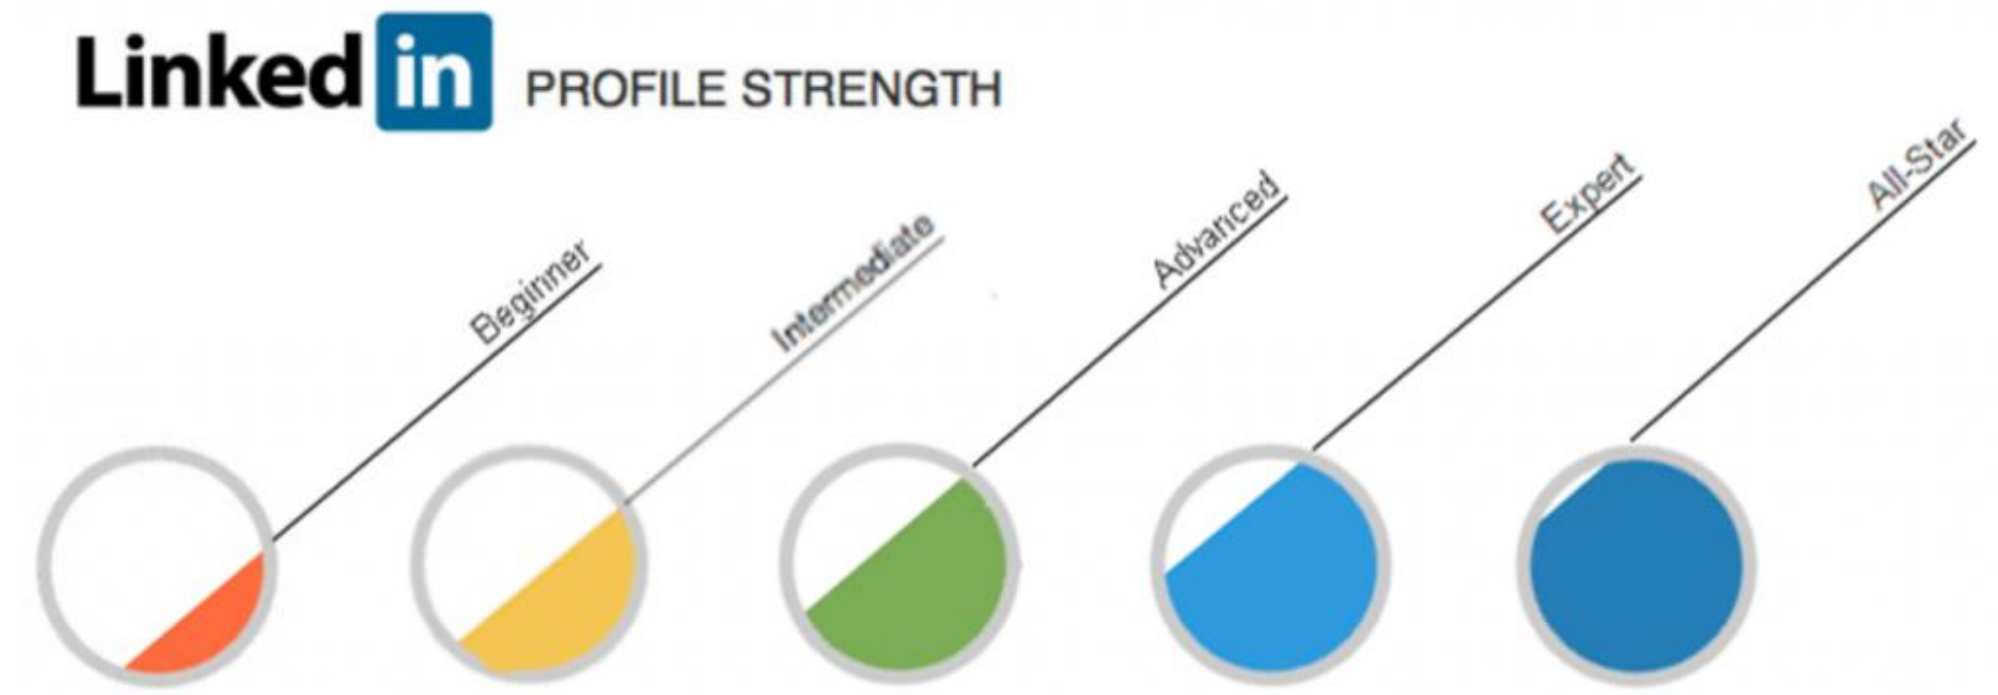 Linked in PROFILE STRENGTH
Beginner
Intermediate
Advanced
Expert
All-Star